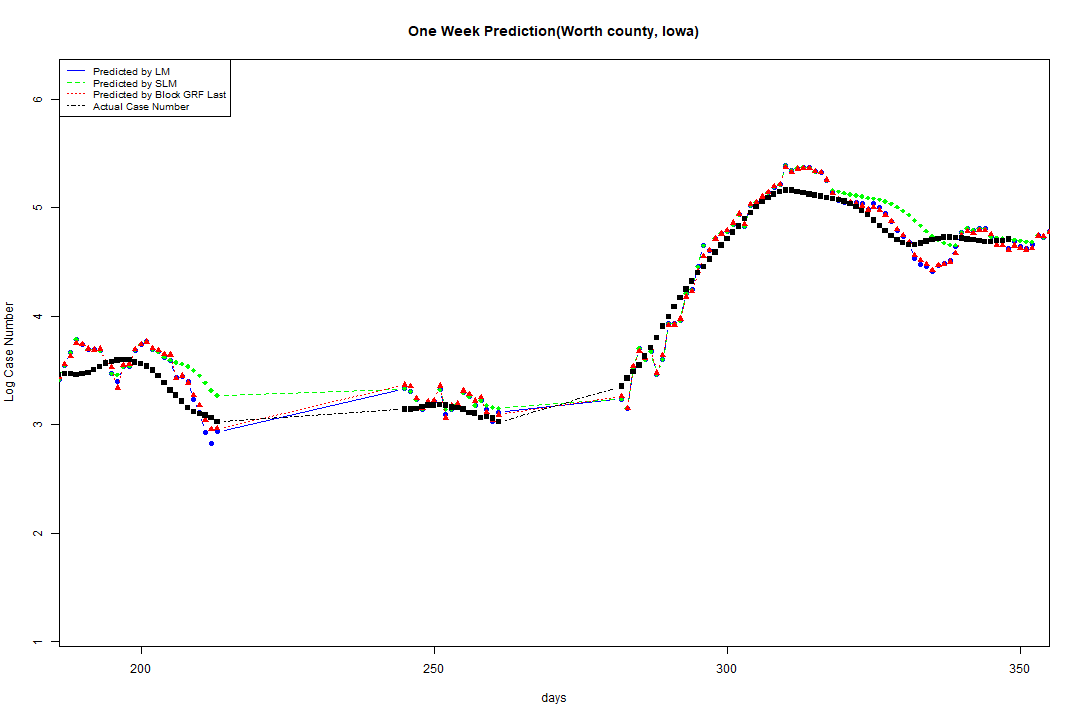 One Week Prediction(Worth county, Iowa)
Predicted by LM
Predicted by SLM
Predicted by Block GRF Last
Actual Case Number
6
5
4
3
2
1
Log Case Number
200 250 300 350
days